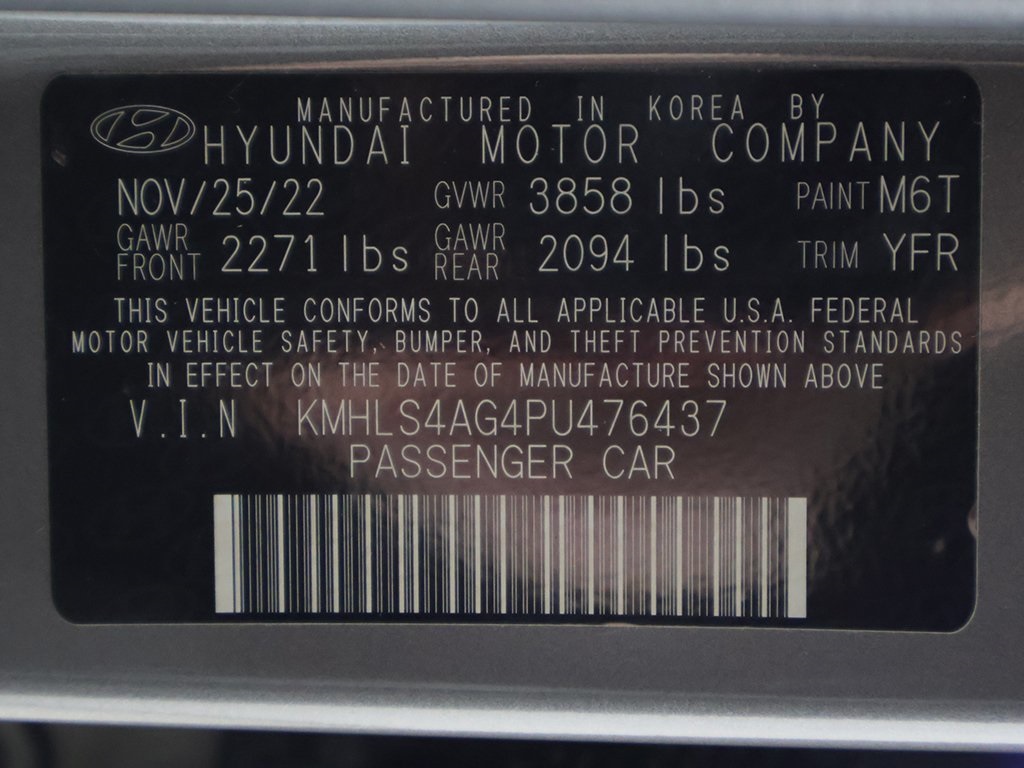 MANUFACTURED IN KOREA BY
HYUNDAI MOTOR COMPANY
NOV/25/22 GVWR 3858 lbs PAINT M6T
GAWR FRONT 2271 lbs GAWR REAR 2094 lbs TRIM YFR
THIS VEHICLE CONFORMS TO ALL APPLICABLE U.S.A. FEDERAL
MOTOR VEHICLE SAFETY, BUMPER, AND THEFT PREVENTION STANDARDS
IN EFFECT ON THE DATE OF MANUFACTURE SHOWN ABOVE
V.I.N KMHLS4AG4PU476437
PASSENGER CAR